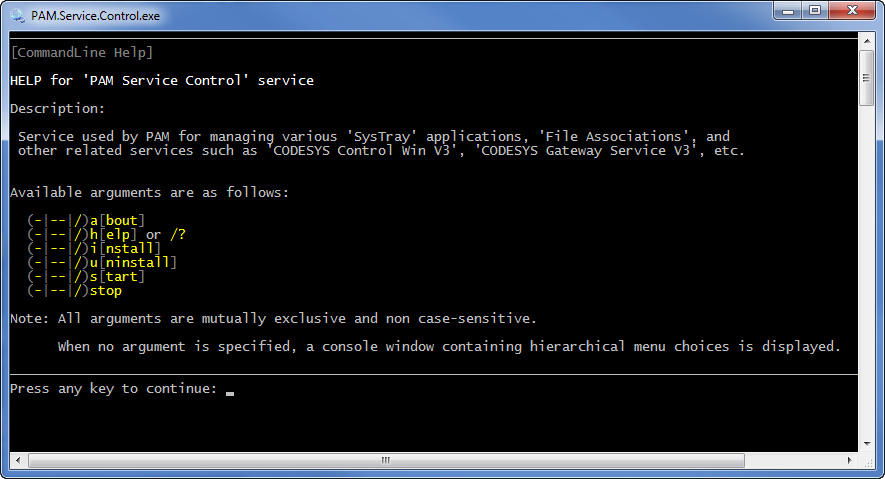 PAM.Service.Control.exe
[CommandLine Help]
HELP for 'PAM Service Control' service
Description:
Service used by PAM for managing various 'SysTray' applications, 'File Associations', and
other related services such as 'CODESYS Control Win V3', 'CODESYS Gateway Service V3', etc.
Available arguments are as follows:
(-|--|/)a[bout]
(-|--|/)h[elp] or /?
(-|--|/)i[nstall]
(-|--|/)u[ninstall]
(-|--|/)s[tart]
(-|--|/)stop
Note: All arguments are mutually exclusive and non case-sensitive.
When no argument is specified, a console window containing hierarchical menu choices is displayed.
Press any key to continue: _